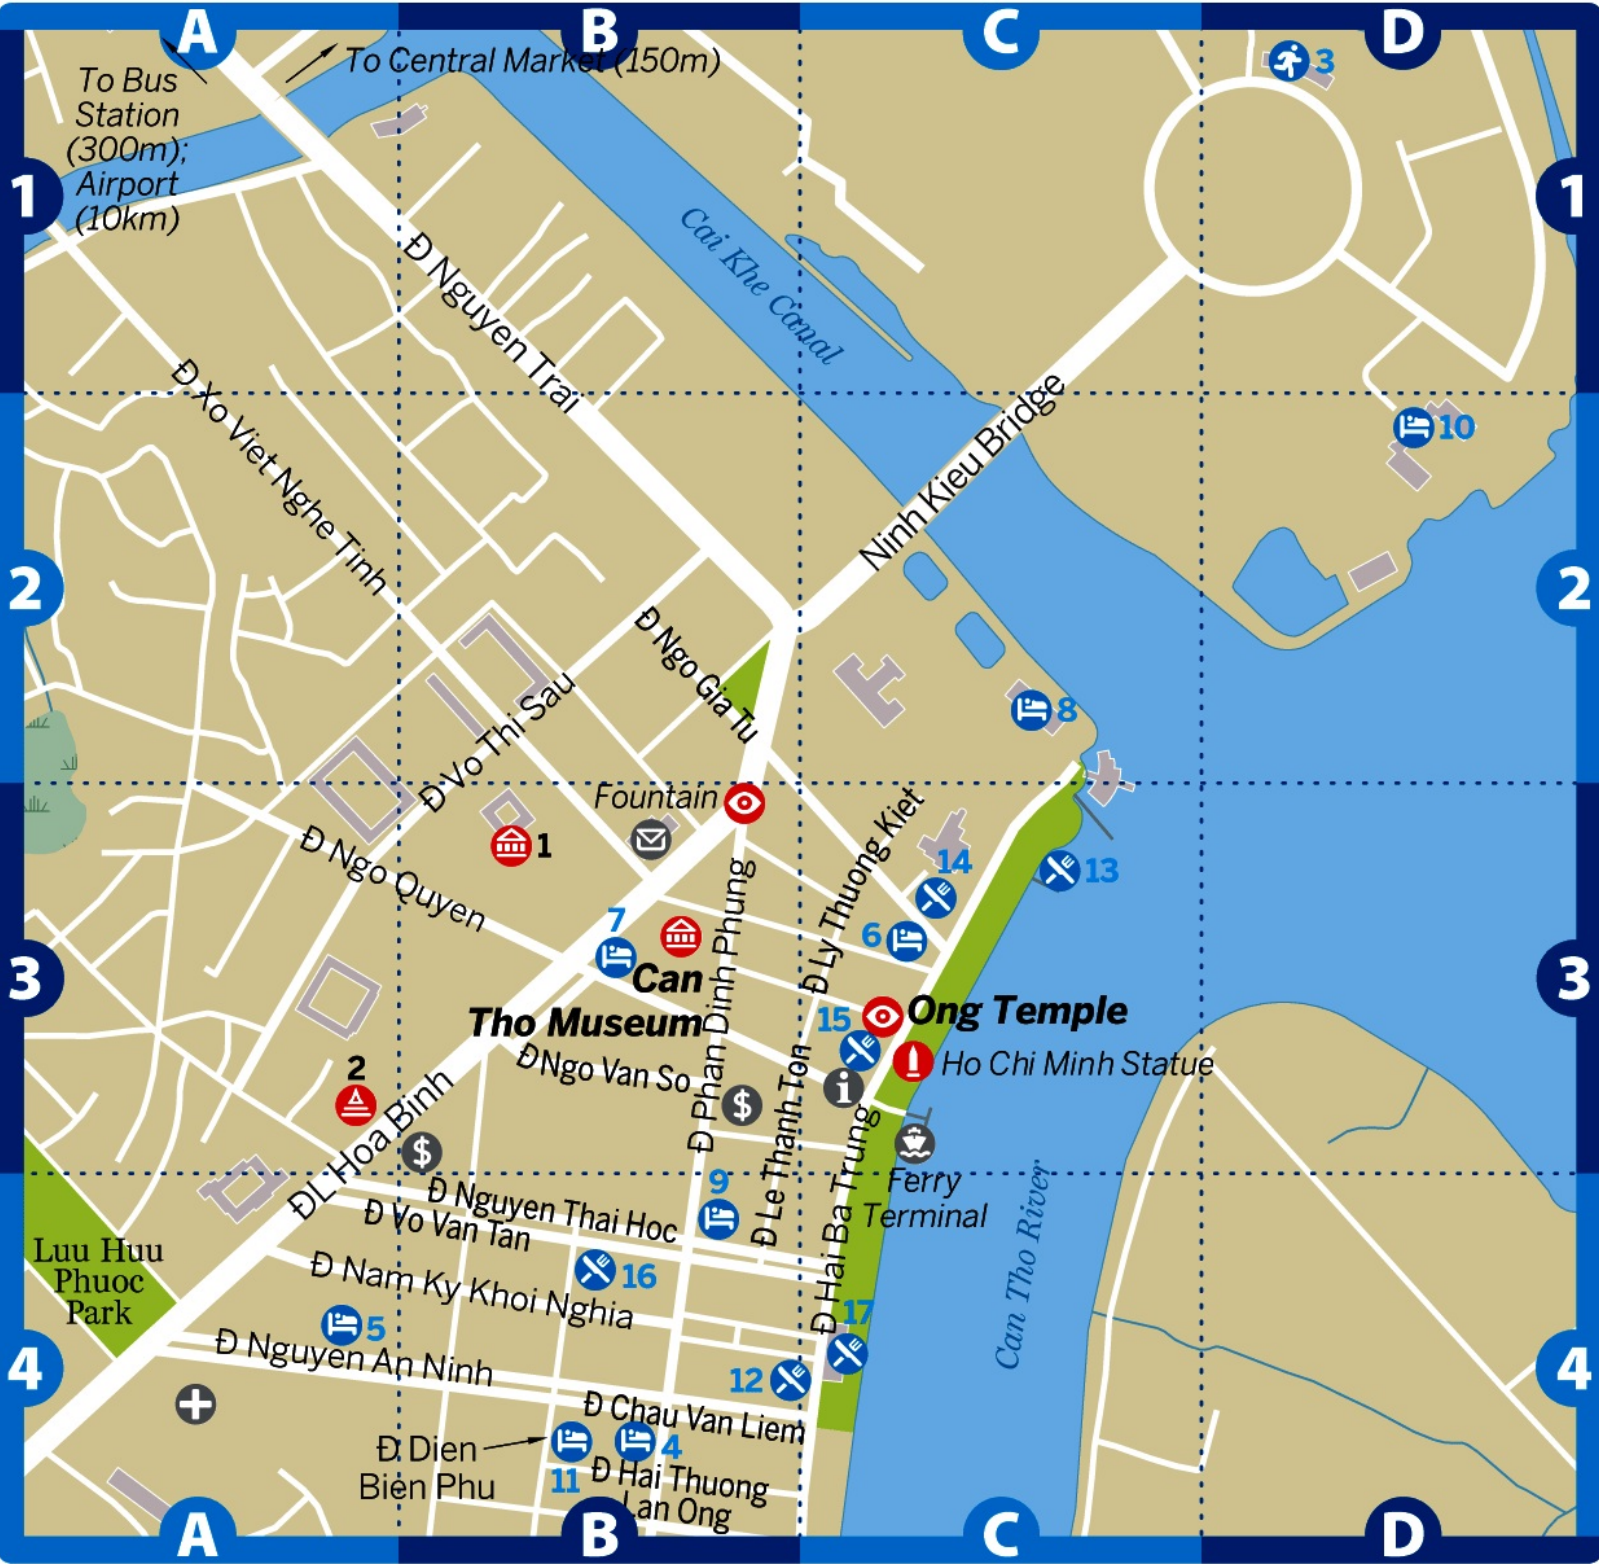 A
B
C
D
To Bus
Station
(300m);
Airport
(10km)
To Central Market (150m)
3
1
1
Cai Khe Canal
Đ Nguyen Trai
Đ Xo Viet Nghe Tinh
Ninh Kieu Bridge
10
2
2
Đ Ngo Gia Tu
Đ Vo Thi Sau
8
Fountain
1
Đ Ngo Quyen
Đ Ly Thuong Kiet
14
13
7
6
Can
Tho Museum
Đ Phan Dinh Phung
3
3
15
Ong Temple
Ho Chi Minh Statue
2
ĐNgo Van So
$
i
Đ Le Thanh Ton
ĐL Hoa Binh
$
Đ Hai Ba Trung
Ferry
Terminal
Can Tho River
9
Đ Nguyen Thai Hoc
Đ Vo Van Tan
Luu Huu
Phuoc
Park
Đ Nam Ky Khoi Nghia
16
5
17
4
4
Đ Nguyen An Ninh
12
Đ Chau Van Liem
Đ Dien
Bien Phu
11
4
Đ Hai Thuong
Lan Ong
A
B
C
D